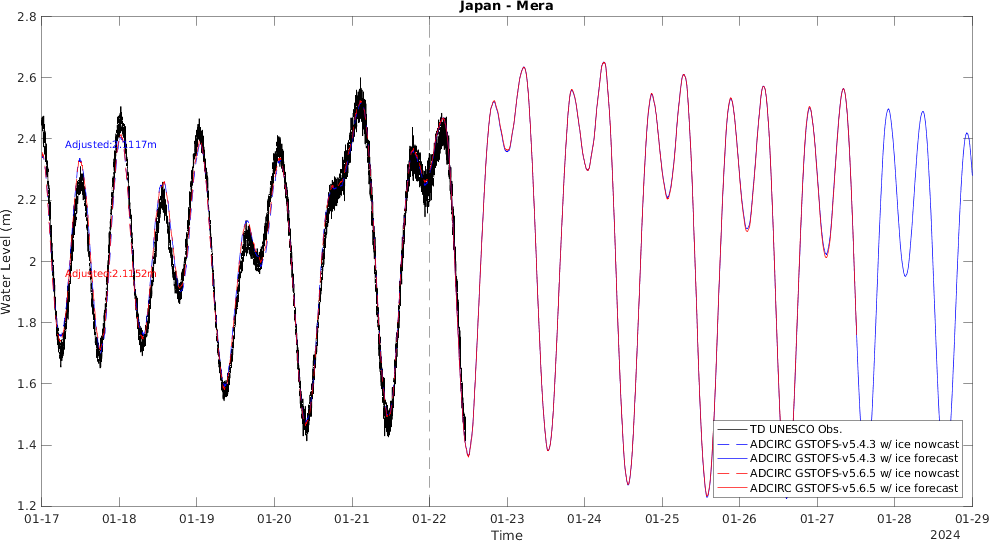 Japan - Mera
Water Level (m)
2.8
2.6
2.4
2.2
2
1.8
1.6
1.4
1.2
Adjusted:2.1117m
Adjusted:2.1152m
TD UNESCO Obs.
ADCIRC GSTOFS-v5.4.3 w/ ice nowcast
ADCIRC GSTOFS-v5.4.3 w/ ice forecast
ADCIRC GSTOFS-v5.6.5 w/ ice nowcast
ADCIRC GSTOFS-v5.6.5 w/ ice forecast
01-17 01-18 01-19 01-20 01-21 01-22 01-23 01-24 01-25 01-26 01-27 01-28 01-29
Time
2024